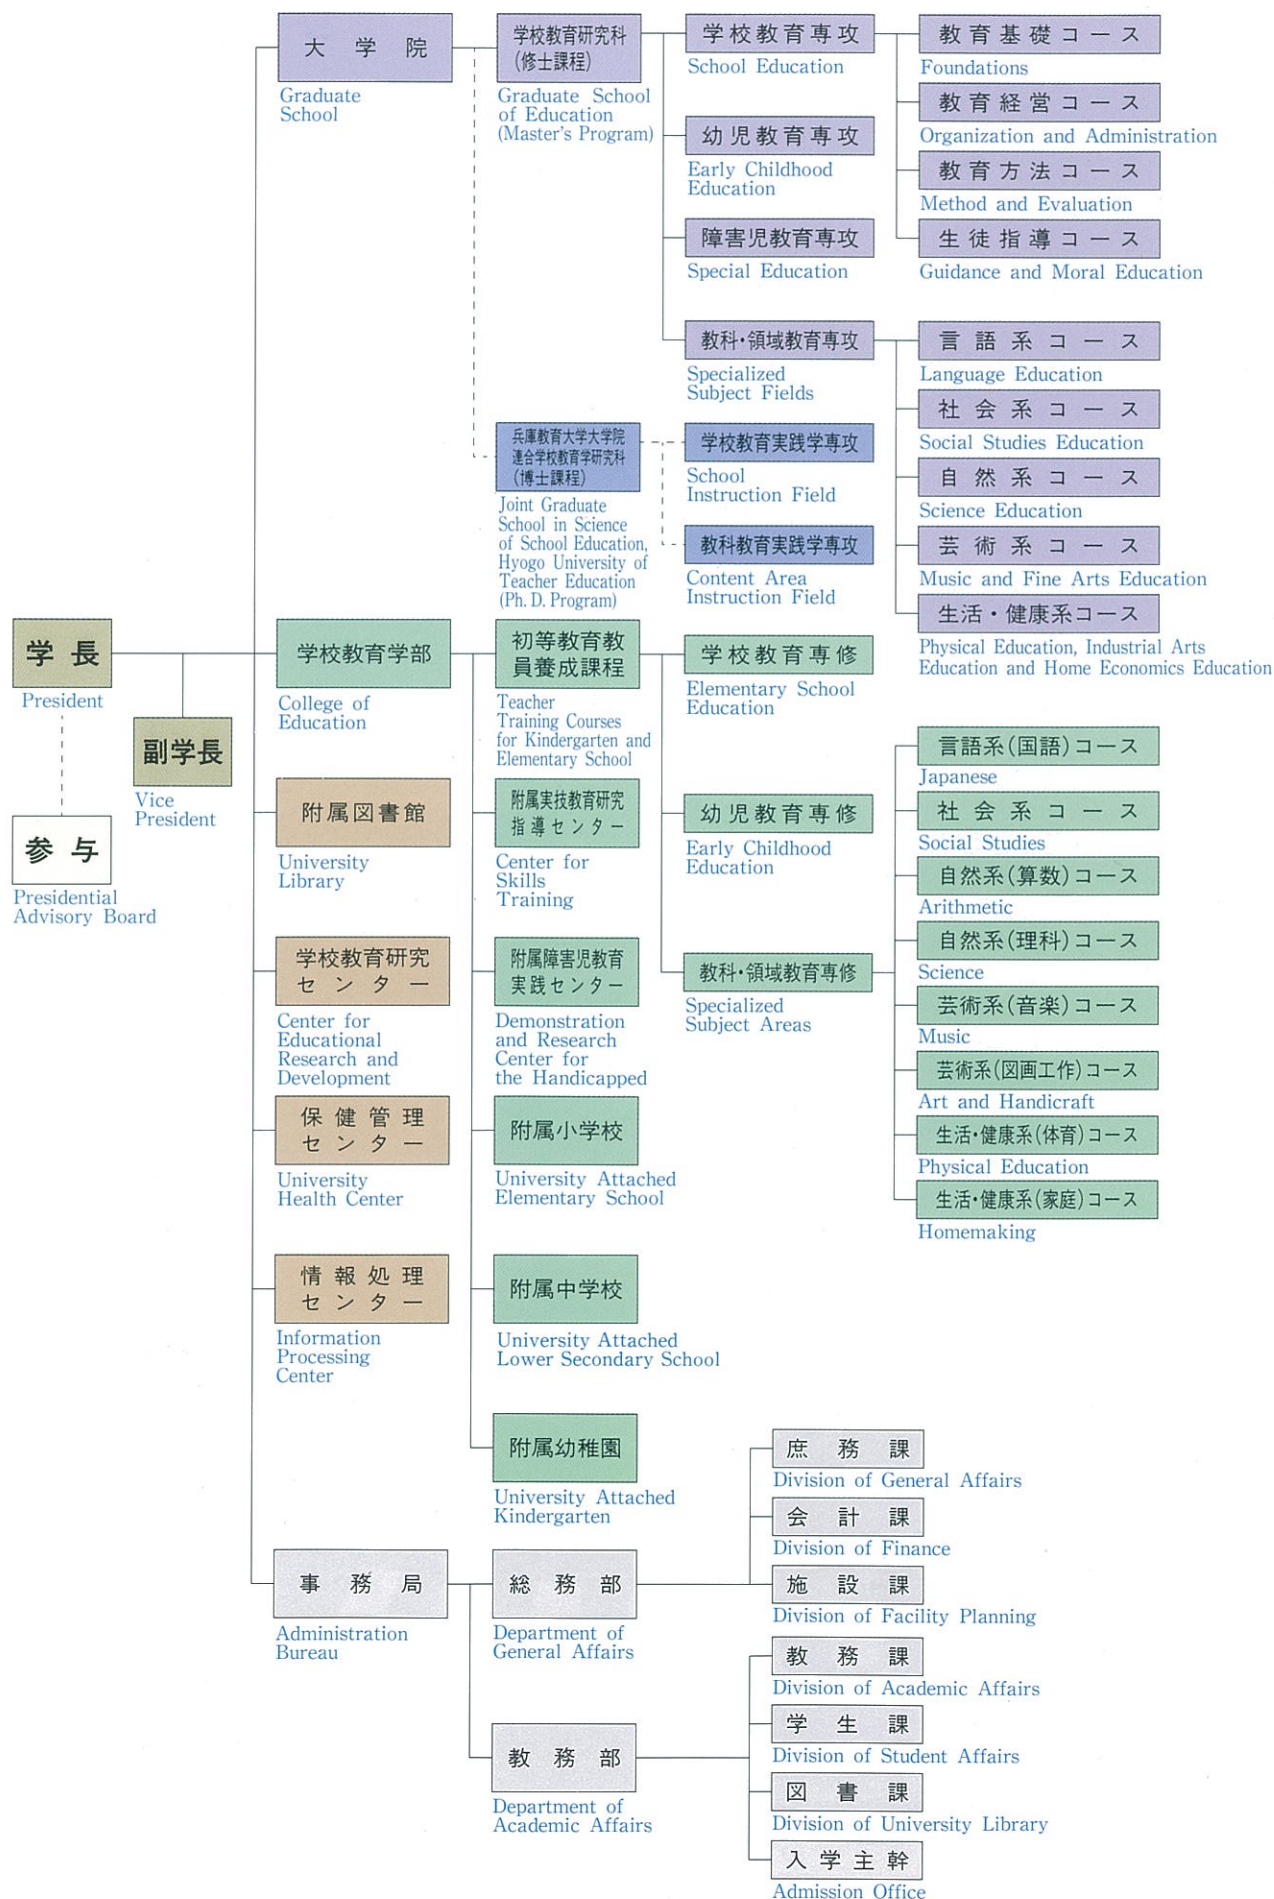 大学院
Graduate
School
学校教育研究科
(修士課程)
Graduate School
of Education
(Master's Program)
学校教育専攻
School Education
教育基礎コース
Foundations
教育経営コース
Organization and Administration
幼児教育専攻
Early Childhood
Education
教育方法コース
Method and Evaluation
障害児教育専攻
Special Education
生徒指導コース
Guidance and Moral Education
教科・領域教育専攻
Specialized
Subject Fields
言語系コース
Language Education
社会系コース
Social Studies Education
自然系コース
Science Education
芸術系コース
Music and Fine Arts Education
生活・健康系コース
Physical Education, Industrial Arts
Education and Home Economics Education
兵庫教育大学大学院
連合学校教育学研究科
(博士課程)
Joint Graduate
School in Science
of School Education,
Hyogo University of
Teacher Education
(Ph. D. Program)
学校教育実践学専攻
School
Instruction Field
教科教育実践学専攻
Content Area
Instruction Field
学長
President
副学長
Vice
President
参与
Presidential
Advisory Board
学校教育学部
College of
Education
初等教育教
員養成課程
Teacher
Training Courses
for Kindergarten and
Elementary School
学校教育専修
Elementary School
Education
幼児教育専修
Early Childhood
Education
教科・領域教育専修
Specialized
Subject Areas
言語系(国語)コース
Japanese
社会系コース
Social Studies
自然系(算数)コース
Arithmetic
自然系(理科)コース
Science
芸術系(音楽)コース
Music
芸術系(図画工作)コース
Art and Handicraft
生活・健康系(体育)コース
Physical Education
生活・健康系(家庭)コース
Homemaking
附属図書館
University
Library
附属実技教育研究
指導センター
Center for
Skills
Training
学校教育研究
センター
Center for
Educational
Research and
Development
附属障害児教育
実践センター
Demonstration
and Research
Center for
the Handicapped
保健管理
センター
University
Health Center
附属小学校
University Attached
Elementary School
情報処理
センター
Information
Processing
Center
附属中学校
University Attached
Lower Secondary School
附属幼稚園
University Attached
Kindergarten
事務局
Administration
Bureau
総務部
Department of
General Affairs
庶務課
Division of General Affairs
会計課
Division of Finance
施設課
Division of Facility Planning
教務部
Department of
Academic Affairs
教務課
Division of Academic Affairs
学生課
Division of Student Affairs
図書課
Division of University Library
入学主幹
Admission Office